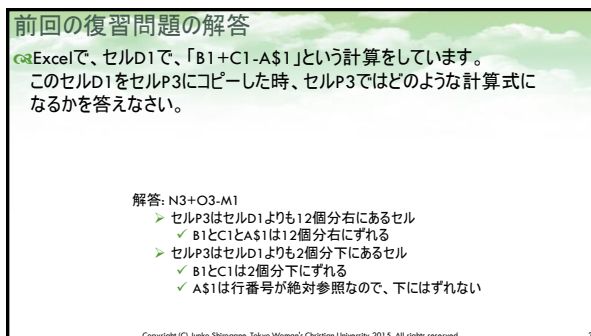 前回の復習問題の解答
Excelで、セルD1で、「B1+C1-A$1」という計算をしています。
このセルD1をセルP3にコピーした時、セルP3ではどのような計算式に
なるかを答えなさい。
解答: N3+O3-M1
➢ セルP3はセルD1よりも12個分右にあるセル
✓ B1とC1とA$1は12個分右にずれる
➢ セルP3はセルD1よりも2個分下にあるセル
✓ B1とC1は2個分下にずれる
✓ A$1は行番号が絶対参照なので、下にはずれない
Copyright (C) Junko Shirogane, Tokyo Woman's Christian University 2015, All rights reserved.